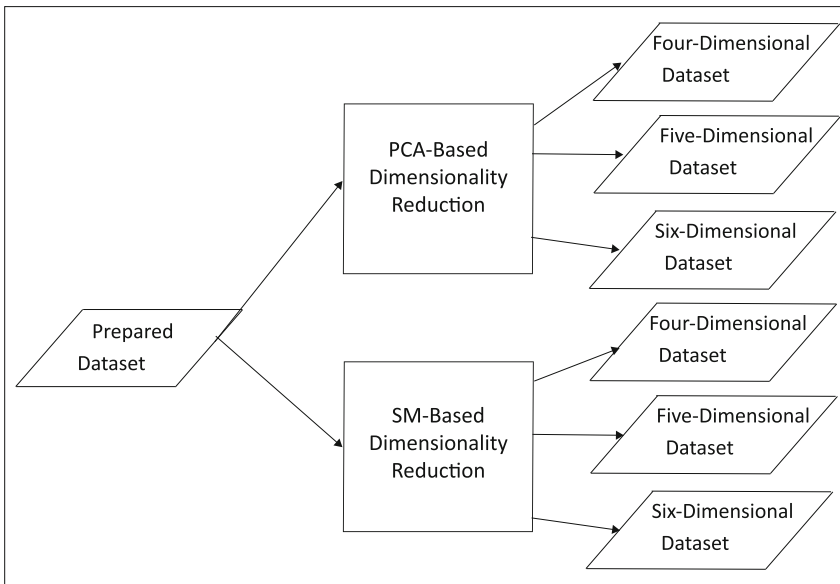 Prepared
Dataset
PCA-Based
Dimensionality
Reduction
Four-Dimensional
Dataset
Five-Dimensional
Dataset
Six-Dimensional
Dataset
SM-Based
Dimensionality
Reduction
Four-Dimensional
Dataset
Five-Dimensional
Dataset
Six-Dimensional
Dataset